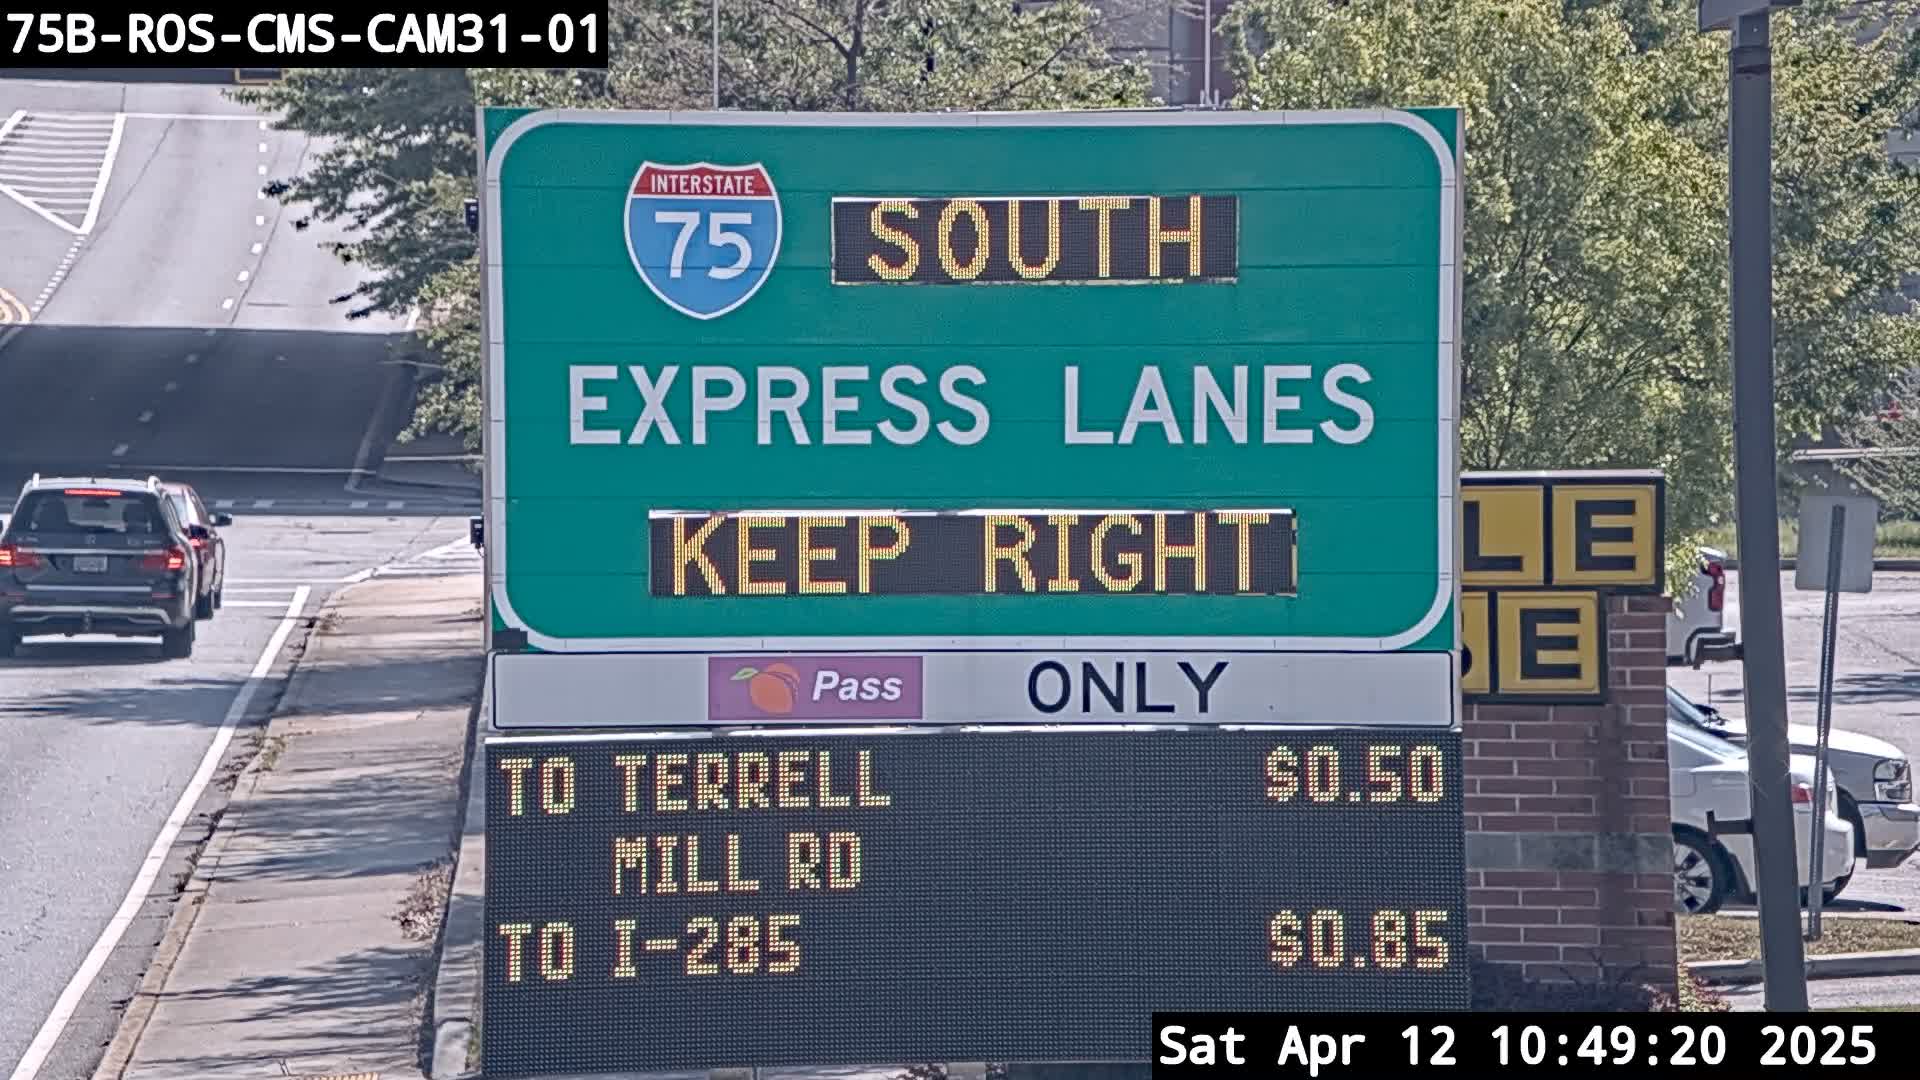 75B-ROS-CMS-CAM31-01
INTERSTATE
75
SOUTH
EXPRESS LANES
KEEP RIGHT
Pass ONLY
TO TERRELL $0.50
MILL RD
TO I-285 $0.85
LE
E
Sat Apr 12 10:49:20 2025